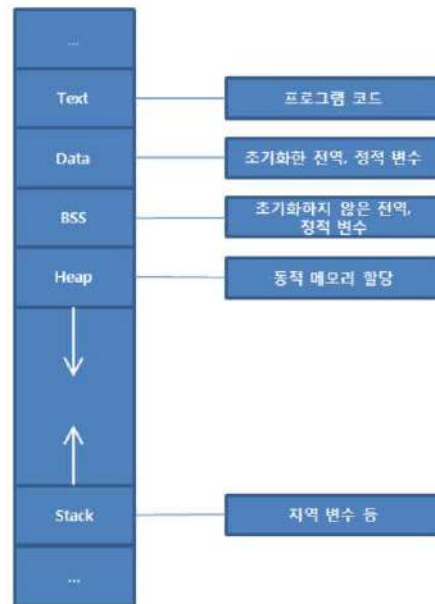 ...
Text
프로그램 코드
Data
초기화한 전역, 정적 변수
BSS
초기화하지 않은 전역,
정적 변수
Heap
동적 메모리 할당
Stack
지역 변수 등
...